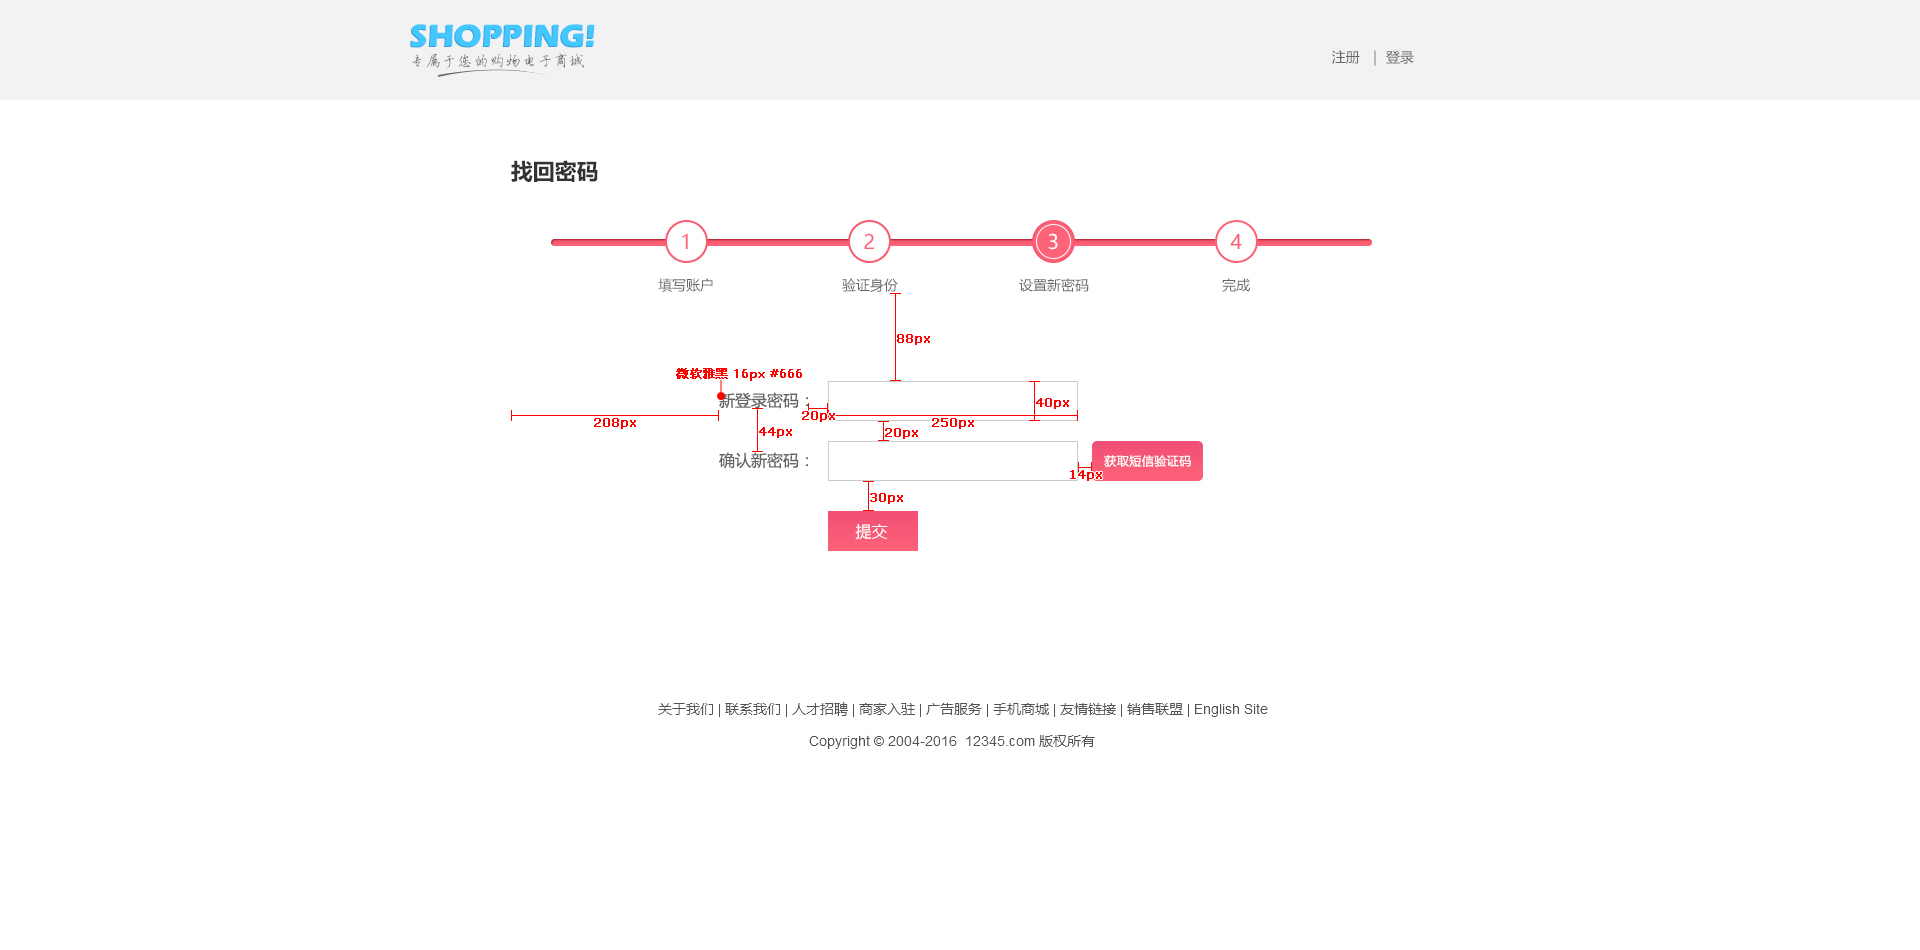 SHOPPING!
专属于您的购物电子商城
注册 | 登录
找回密码
1 2 3 4
填写账户 验证身份 设置新密码 完成
88px
微软雅黑 16px #666
新登录密码：
40px
20px
208px
250px
44px
20px
确认新密码：
获取短信验证码
14px
30px
提交
关于我们 | 联系我们 | 人才招聘 | 商家入驻 | 广告服务 | 手机商城 | 友情链接 | 销售联盟 | English Site
Copyright © 2004-2016  12345.com 版权所有